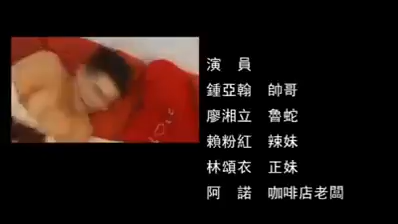 演 員
鍾亞翰 帥哥
廖湘立 魯蛇
賴粉紅 辣妹
林頌衣 正妹
阿 諾 咖啡店老闆